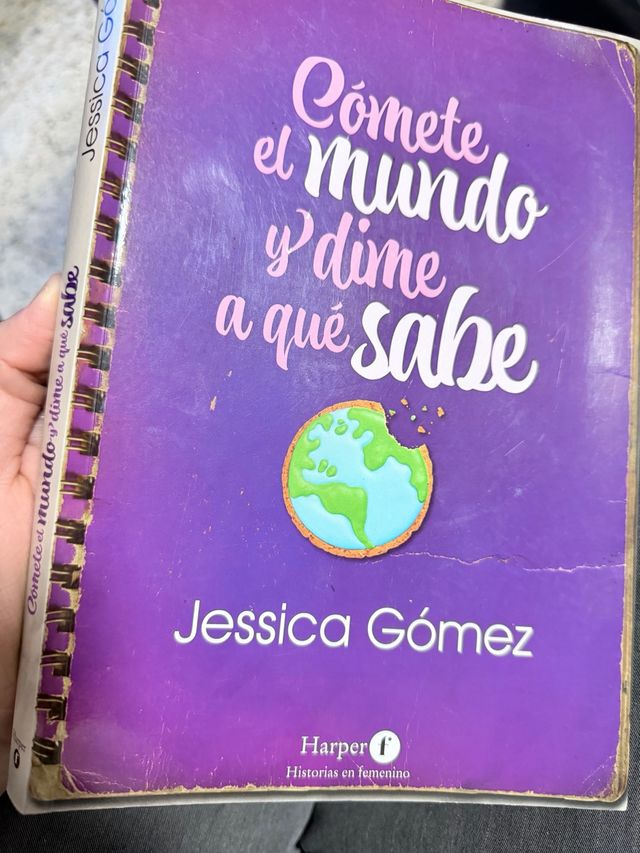 Cómete
el mundo
y dime
a qué sabe
Jessica Gómez
Harper f
Historias en femenino
Cómete el mundo y dime a que sabe
Jessica Gó